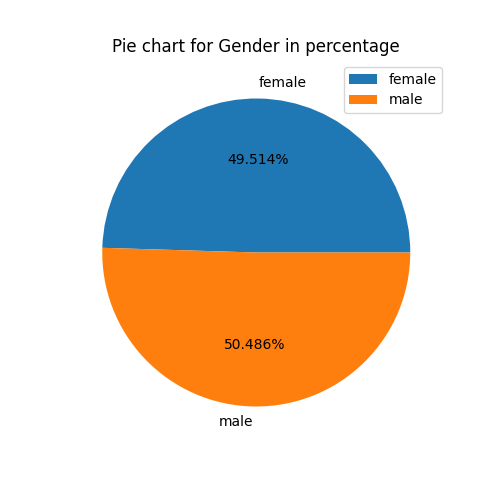 Pie chart for Gender in percentage
female
female
male
49.514%
50.486%
male